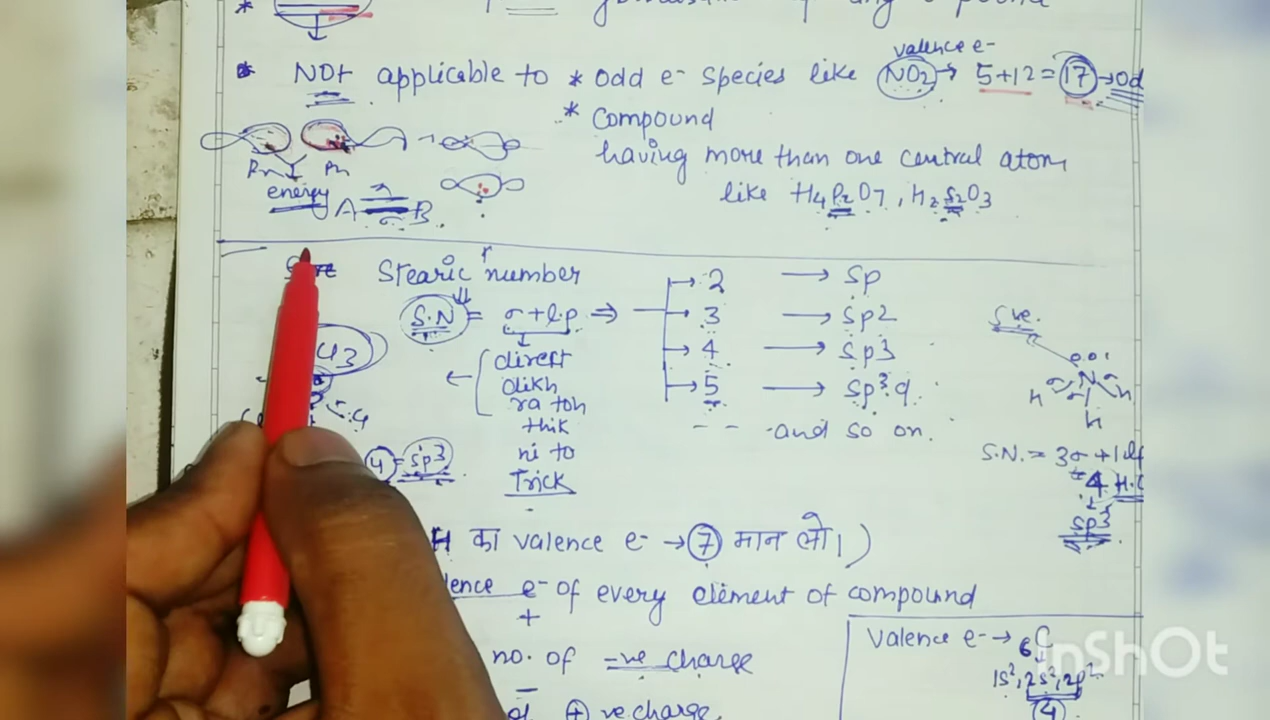 * NOt applicable to * odd e- species like NO2 → 5+12 = 17 → Od
valence e-
* Compound
having more than one central atom
like H4P2O7, H2S2O3
energy A B
Stearic number
S.N = σ+l.p ⇒
→ 2 → sp
→ 3 → sp2
→ 4 → sp3
→ 5 → sp3d
-- - and so on.
direct
dikh
ra toh
thik
ni to
Trick
4 = sp3
N
H H
H
S.N. = 3σ + 1
4
sp3
H का valence e- → 7 मान लो।)
lence e- of every element of compound
+
no. of -ve charge
-
⊕ ve charge.
Valence e- → 6C
1s2, 2s2, 2p2
4
InShOt